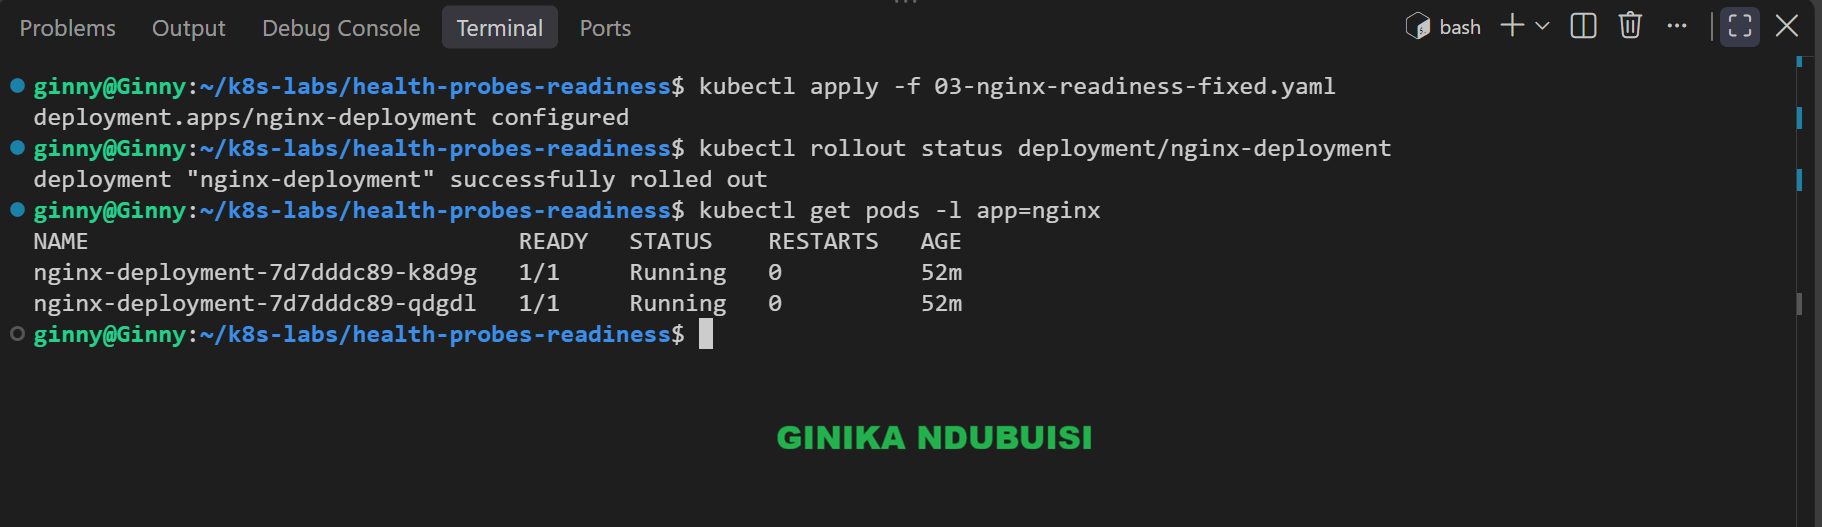 Problems Output Debug Console Terminal Ports bash
ginny@Ginny:~/k8s-labs/health-probes-readiness$ kubectl apply -f 03-nginx-readiness-fixed.yaml
deployment.apps/nginx-deployment configured
ginny@Ginny:~/k8s-labs/health-probes-readiness$ kubectl rollout status deployment/nginx-deployment
deployment "nginx-deployment" successfully rolled out
ginny@Ginny:~/k8s-labs/health-probes-readiness$ kubectl get pods -l app=nginx
NAME READY STATUS RESTARTS AGE
nginx-deployment-7d7dddc89-k8d9g 1/1 Running 0 52m
nginx-deployment-7d7dddc89-qdgdl 1/1 Running 0 52m
ginny@Ginny:~/k8s-labs/health-probes-readiness$
GINIKA NDUBUISI